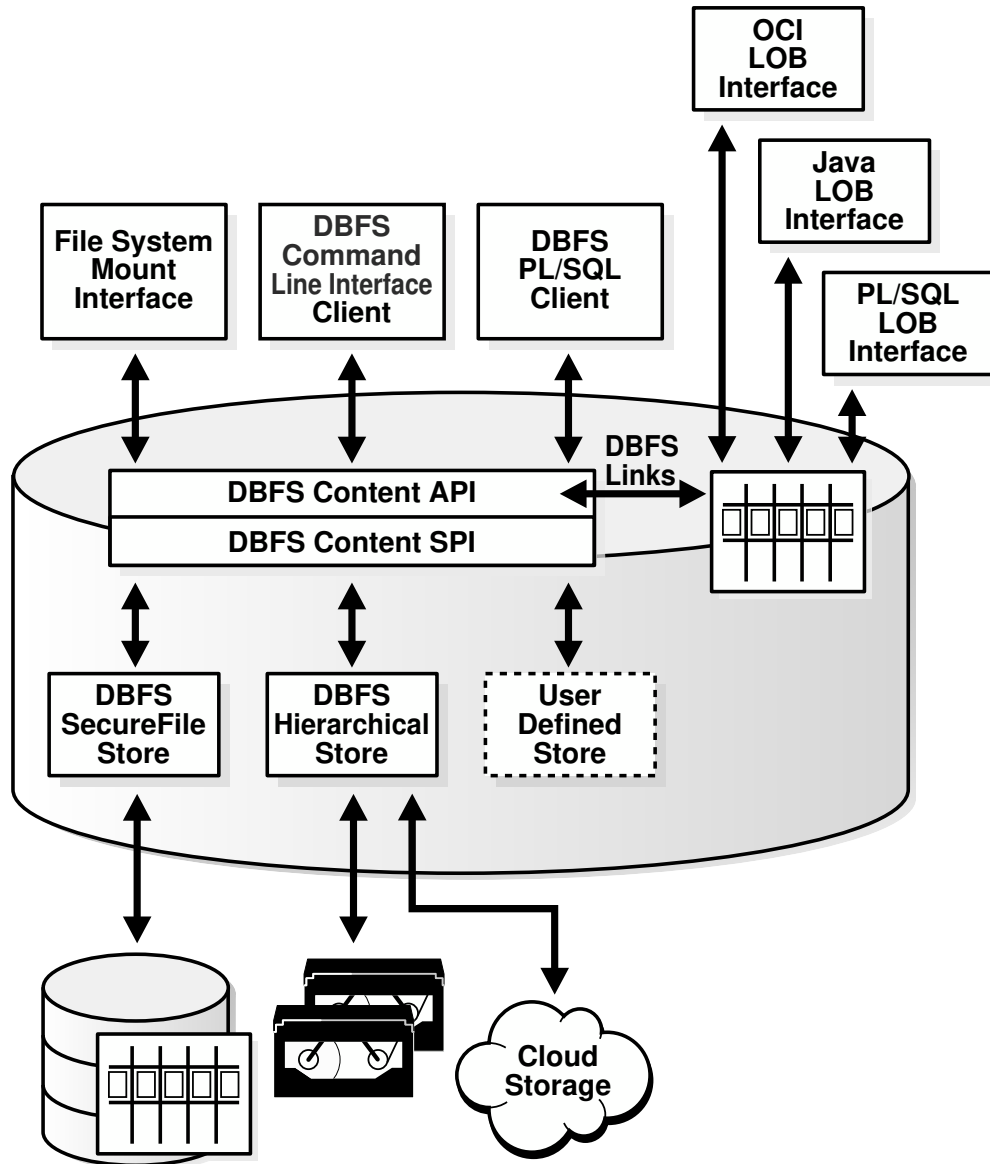 OCI
LOB
Interface
Java
LOB
Interface
File System
Mount
Interface
DBFS
Command
Line Interface
Client
DBFS
PL/SQL
Client
PL/SQL
LOB
Interface
DBFS
Links
DBFS Content API
DBFS Content SPI
DBFS
SecureFile
Store
DBFS
Hierarchical
Store
User
Defined
Store
Cloud
Storage